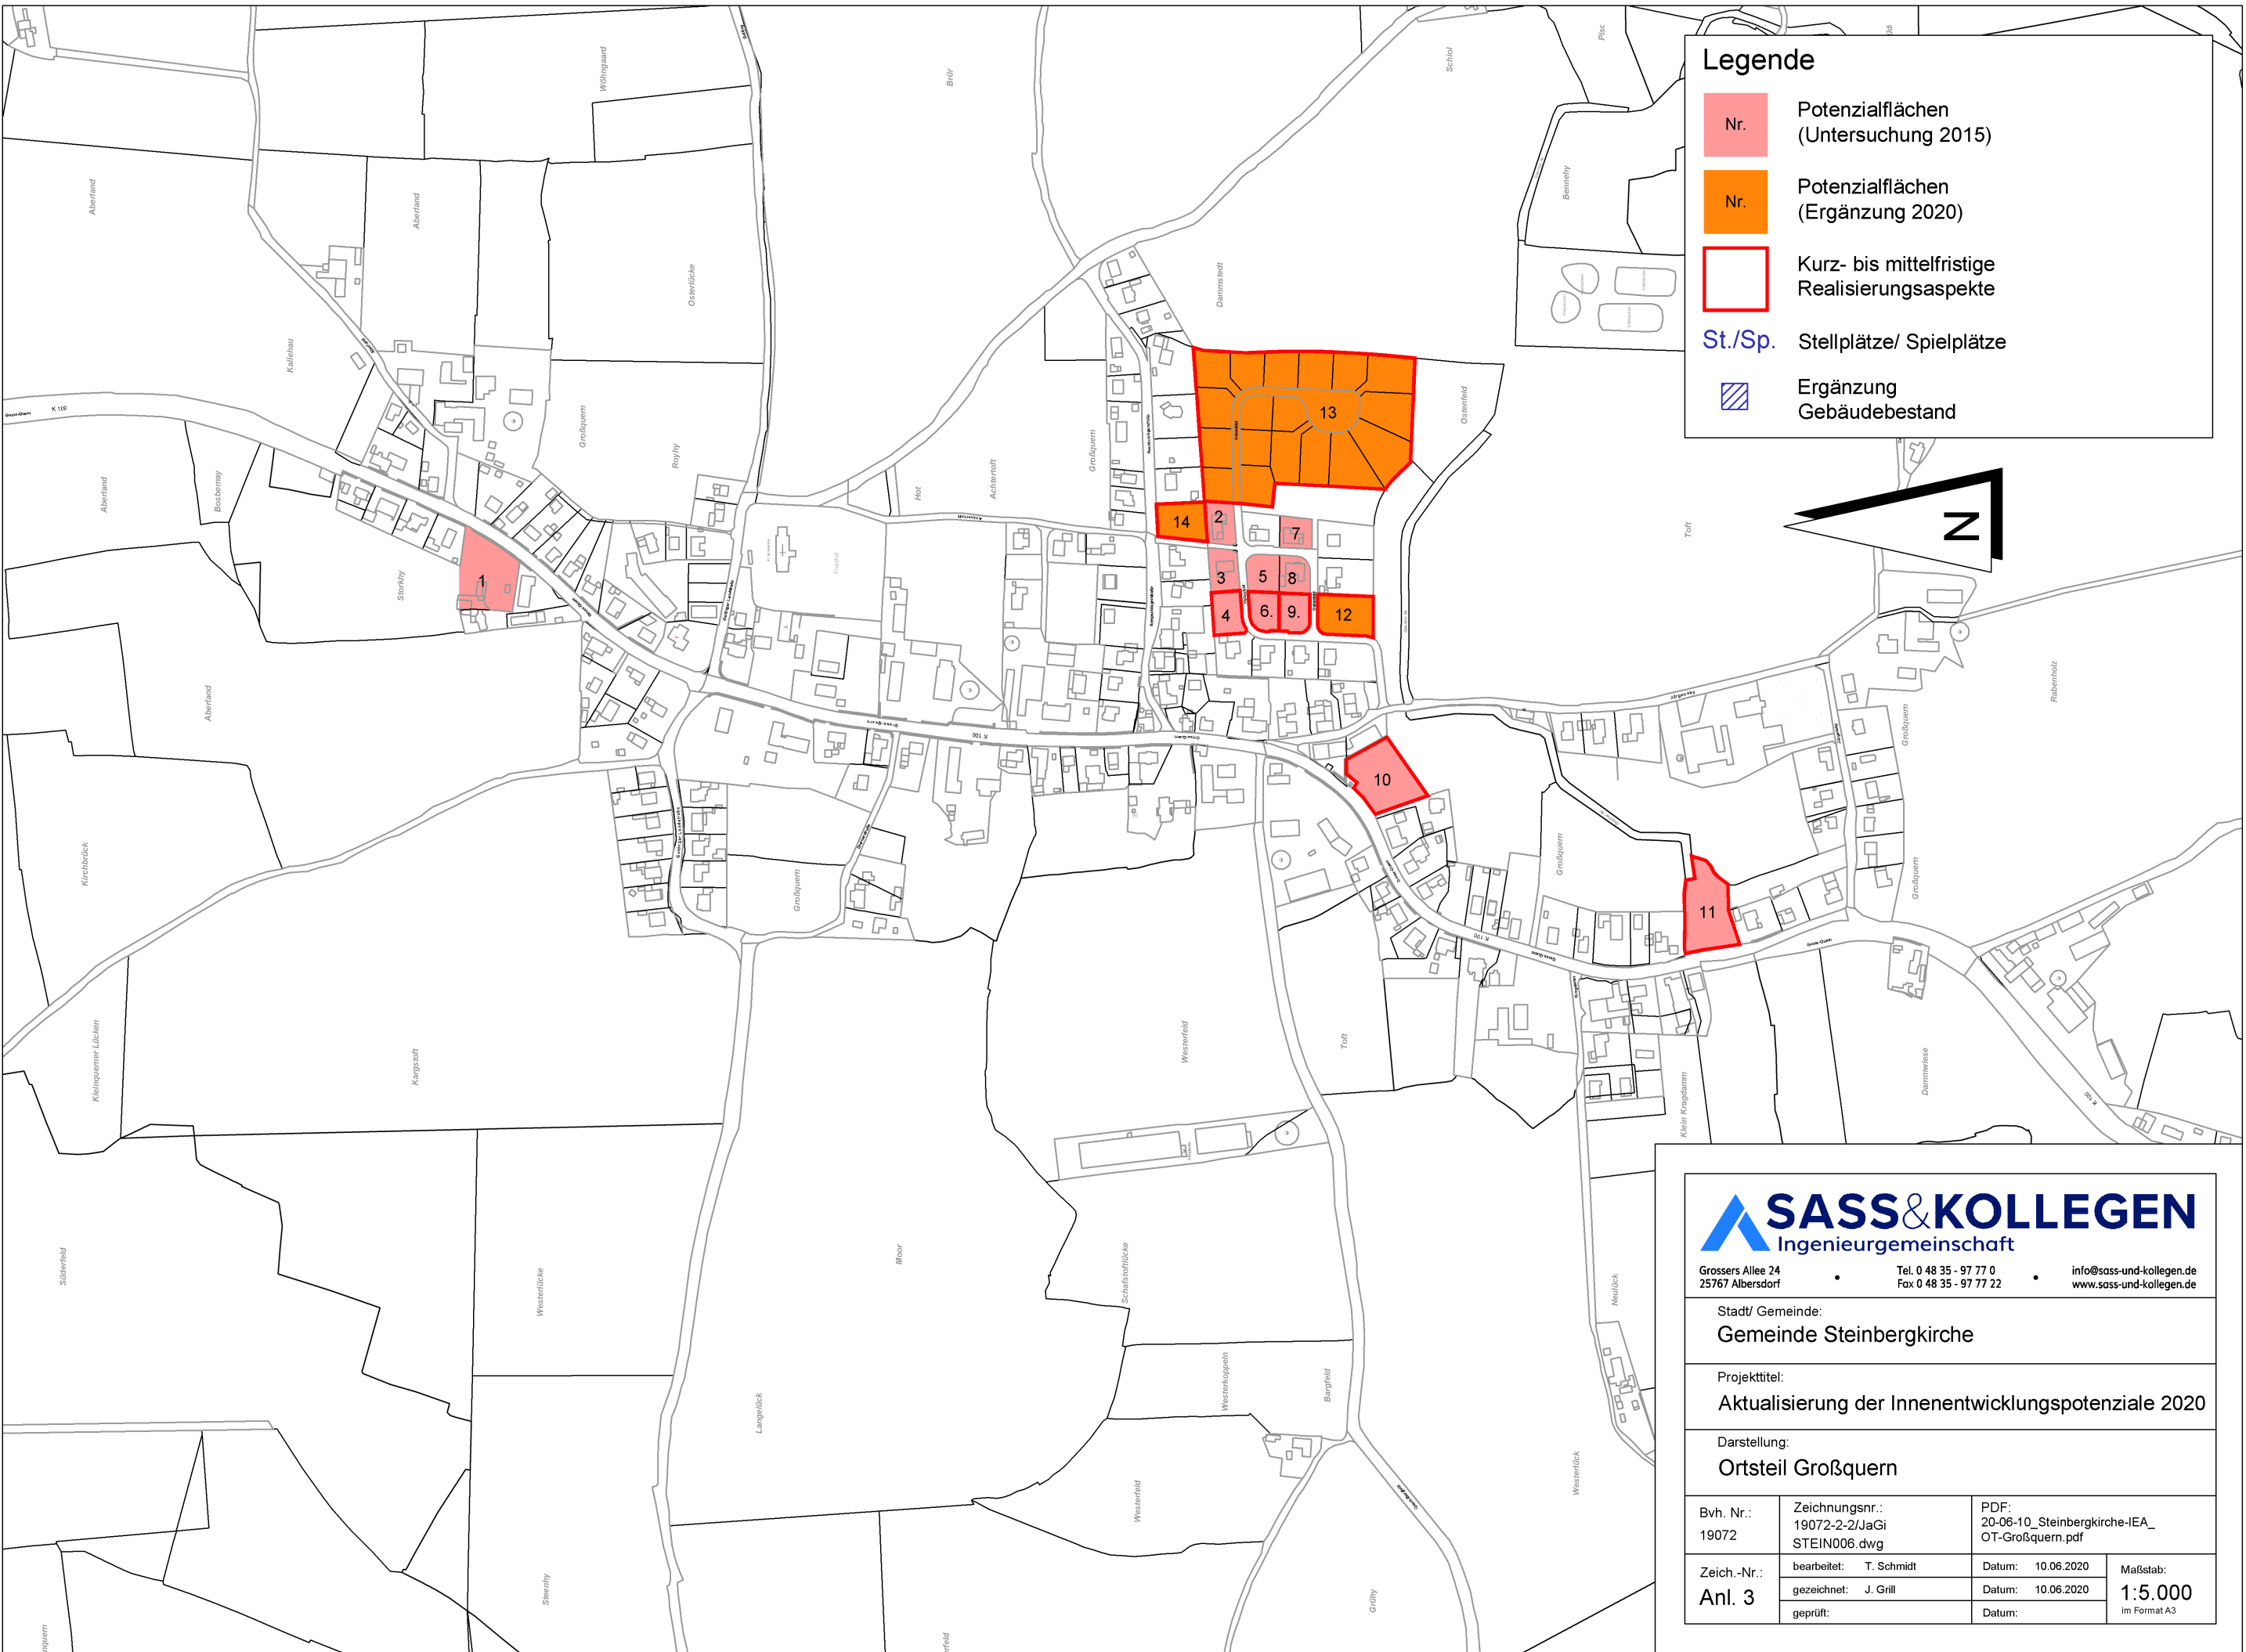 Legende
Nr.
Potenzialflächen
(Untersuchung 2015)
Nr.
Potenzialflächen
(Ergänzung 2020)
Kurz- bis mittelfristige
Realisierungsaspekte
St./Sp.
Stellplätze/ Spielplätze
Ergänzung
Gebäudebestand
N
Wöhngaard
Brür
Schlol
Bennehy
Aberland
Aberland
Osterlücke
Dammstedt
Kallehau
Großquern
Royhy
Großquern
Ostenfeld
Aberland
Bosbernay
Hot
Achtertoft
Toft
Storkhy
Aberland
K 100
K 100
Rabenholz
Großquern
Kirchbrück
Großquern
Großquern
Großquern
K 100
Kleinquerner Lücken
Kargstoft
Westerfeld
Toft
Klein Kragdamm
Dammwiese
K 100
Süderfeld
Westerlücke
Moor
Schafstoftlücke
Neulück
Langelück
Westerkoppeln
Bargfeld
Westerfeld
Westerlück
Steenhy
Grühy
1
2
3
4
5
6.
7
8
9.
10
11
12
13
14
SASS&KOLLEGEN
Ingenieurgemeinschaft
Grossers Allee 24
25767 Albersdorf
•
Tel. 0 48 35 - 97 77 0
Fax 0 48 35 - 97 77 22
•
info@sass-und-kollegen.de
www.sass-und-kollegen.de
Stadt/ Gemeinde:
Gemeinde Steinbergkirche
Projekttitel:
Aktualisierung der Innenentwicklungspotenziale 2020
Darstellung:
Ortsteil Großquern
Bvh. Nr.:
19072
Zeichnungsnr.:
19072-2-2/JaGi
STEIN006.dwg
PDF:
20-06-10_Steinbergkirche-IEA_
OT-Großquern.pdf
Zeich.-Nr.:
Anl. 3
bearbeitet: T. Schmidt
Datum: 10.06.2020
gezeichnet: J. Grill
Datum: 10.06.2020
geprüft:
Datum:
Maßstab:
1:5.000
im Format A3